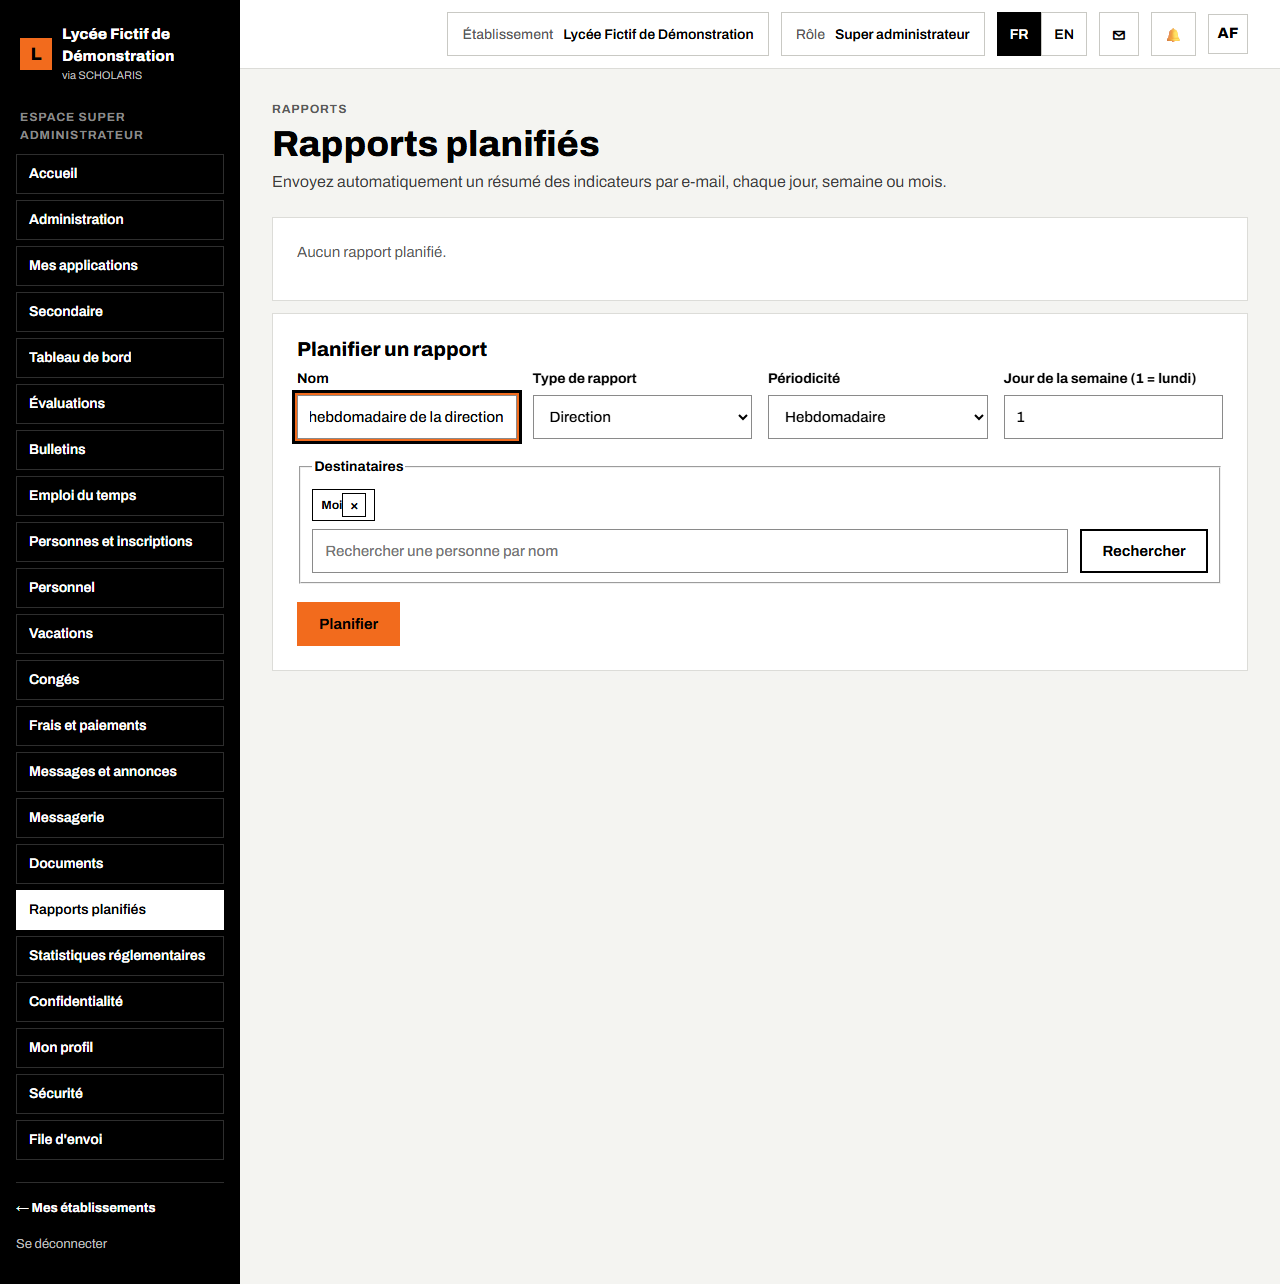 L
Lycée Fictif de
Démonstration
via SCHOLARIS
ESPACE SUPER
ADMINISTRATEUR
Accueil
Administration
Mes applications
Secondaire
Tableau de bord
Évaluations
Bulletins
Emploi du temps
Personnes et inscriptions
Personnel
Vacations
Congés
Frais et paiements
Messages et annonces
Messagerie
Documents
Rapports planifiés
Statistiques réglementaires
Confidentialité
Mon profil
Sécurité
File d'envoi
← Mes établissements
Se déconnecter
Établissement Lycée Fictif de Démonstration
Rôle Super administrateur
FR EN
AF
RAPPORTS
Rapports planifiés
Envoyez automatiquement un résumé des indicateurs par e-mail, chaque jour, semaine ou mois.
Aucun rapport planifié.
Planifier un rapport
Nom
hebdomadaire de la direction
Type de rapport
Direction
Périodicité
Hebdomadaire
Jour de la semaine (1 = lundi)
1
Destinataires
Moi ×
Rechercher une personne par nom
Rechercher
Planifier